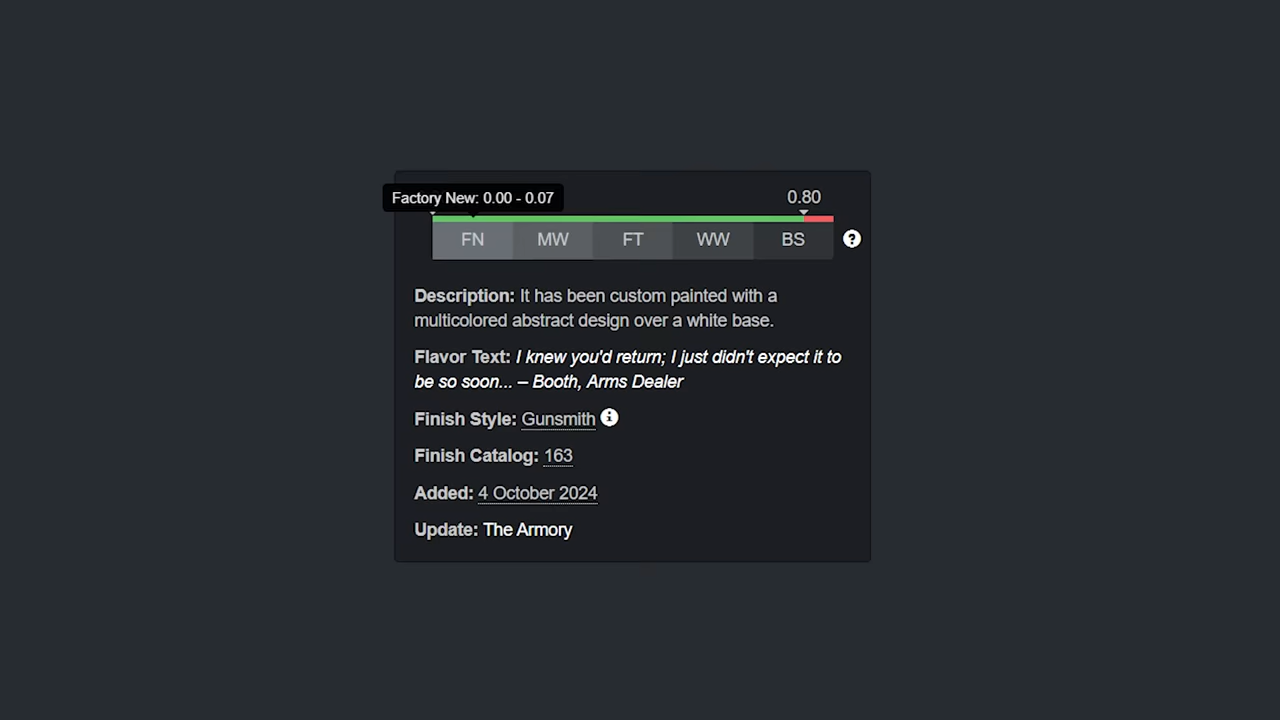 Factory New: 0.00 - 0.07
0.80
FN MW FT WW BS ?
Description: It has been custom painted with a
multicolored abstract design over a white base.
Flavor Text: I knew you'd return; I just didn't expect it to
be so soon... – Booth, Arms Dealer
Finish Style: Gunsmith i
Finish Catalog: 163
Added: 4 October 2024
Update: The Armory